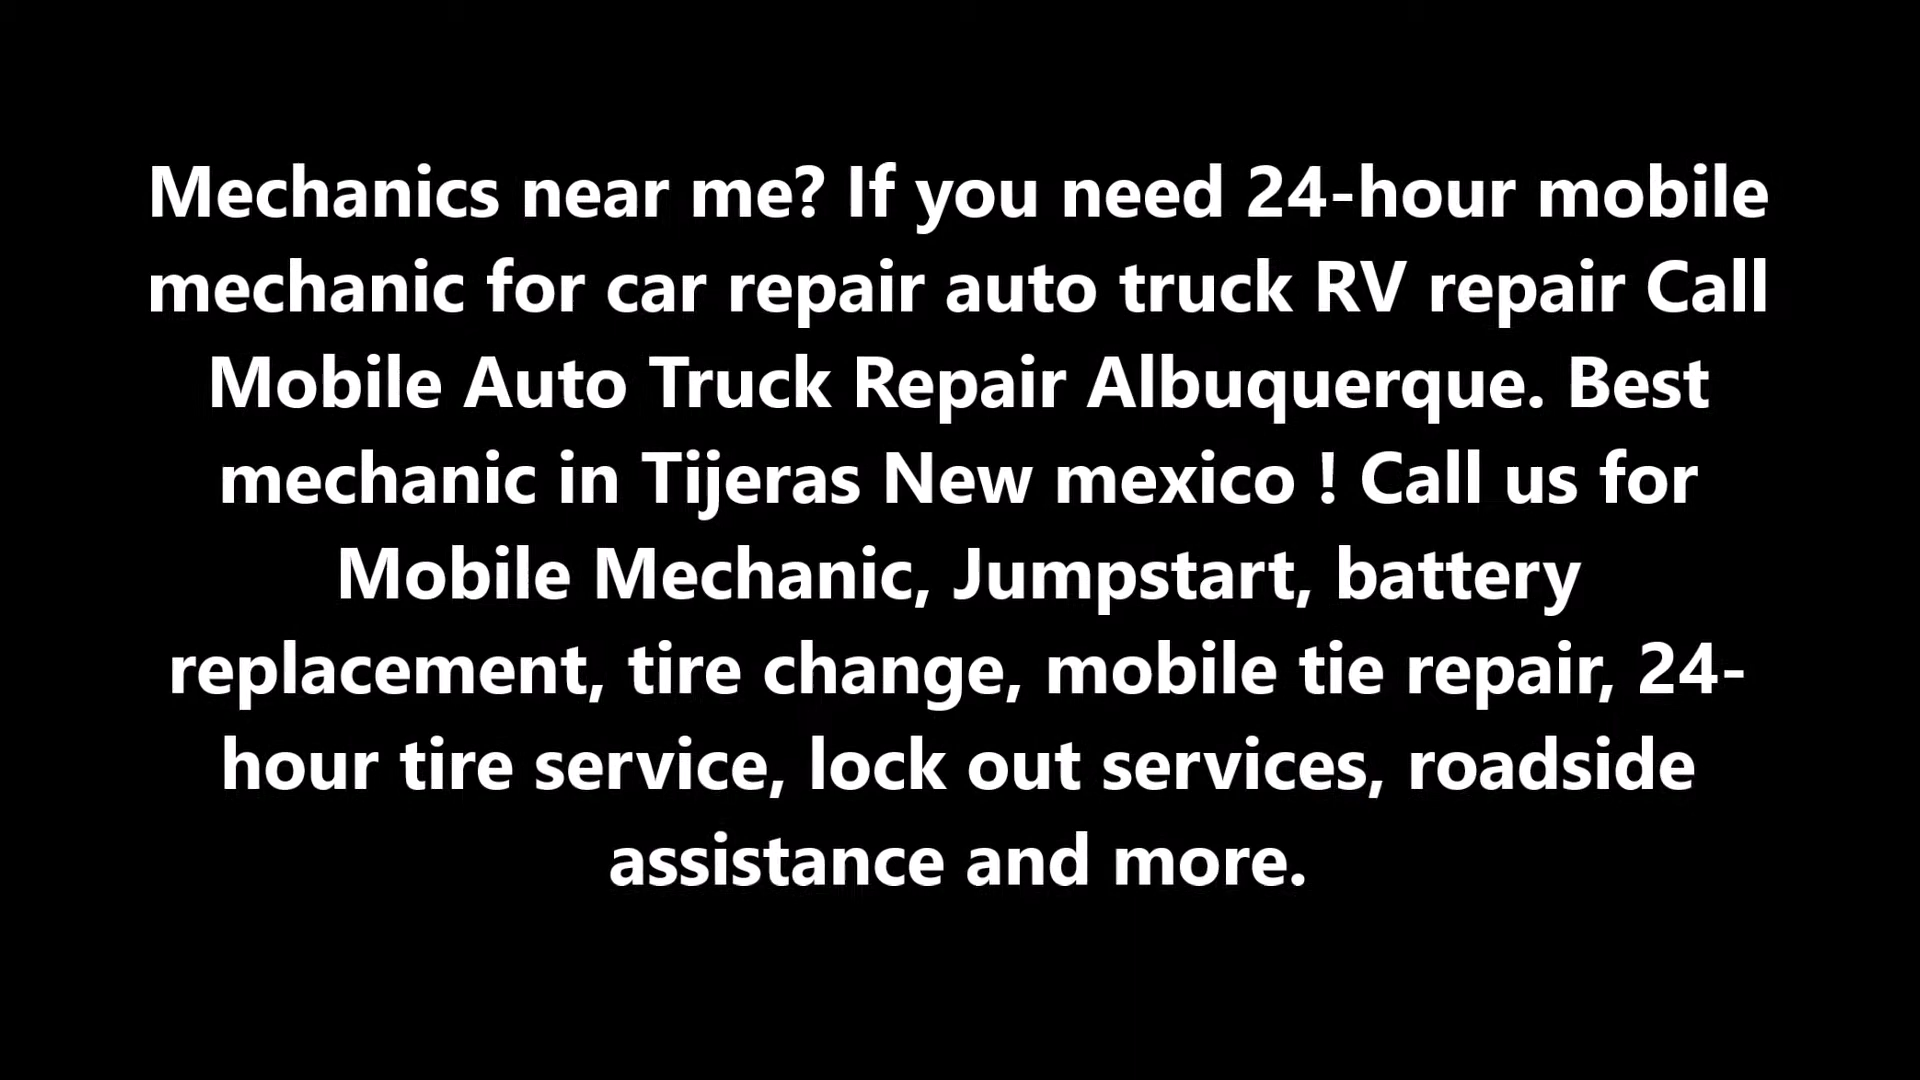 Mechanics near me? If you need 24-hour mobile
mechanic for car repair auto truck RV repair Call
Mobile Auto Truck Repair Albuquerque. Best
mechanic in Tijeras New mexico ! Call us for
Mobile Mechanic, Jumpstart, battery
replacement, tire change, mobile tie repair, 24-
hour tire service, lock out services, roadside
assistance and more.